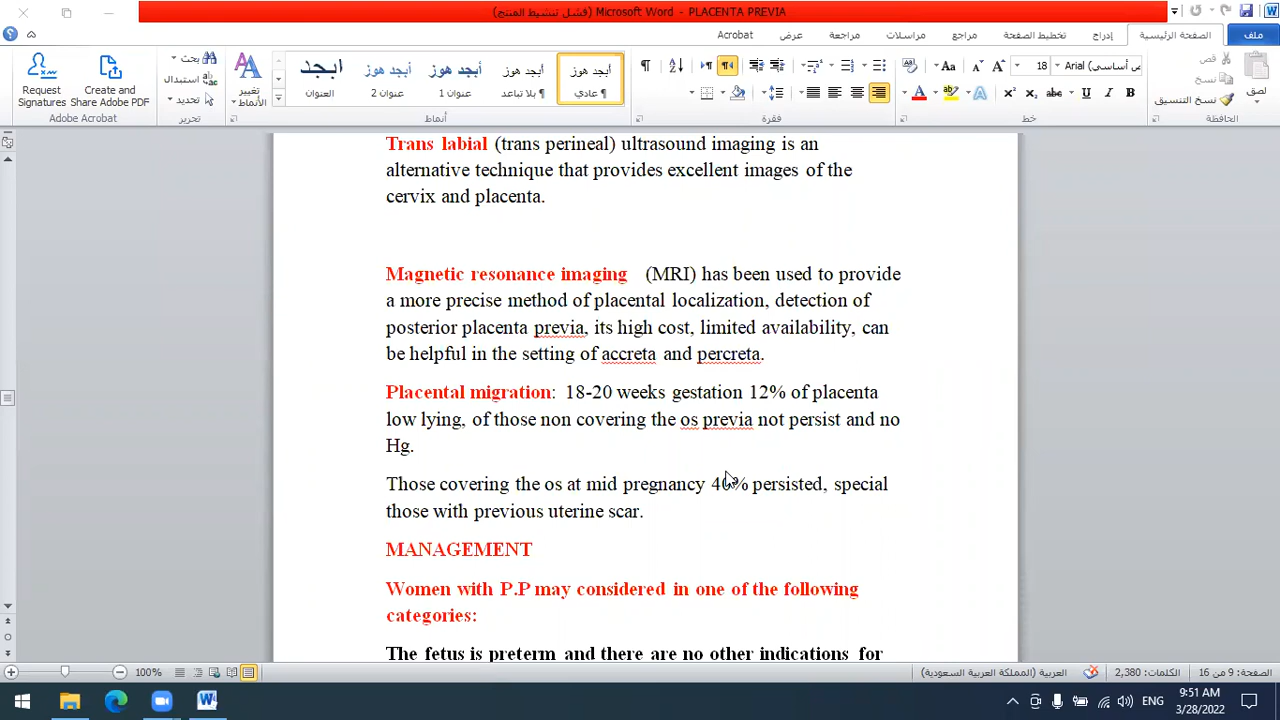 PLACENTA PREVIA - Microsoft Word (فشل تنشيط المنتج)
ملف
الصفحة الرئيسية
إدراج
تخطيط الصفحة
مراجع
مراسلات
مراجعة
عرض
Acrobat
لصق
قص
نسخ
نسخ التنسيق
الحافظة
Arial (نص أساسي)
18
خط
فقرة
أبجد هوز
¶ عادي
أبجد هوز
¶ بلا تباعد
أبجد هوز
عنوان 1
أبجد هوز
عنوان 2
ابجد
العنوان
تغيير الأنماط
أنماط
بحث
استبدال
تحديد
تحرير
Create and Share Adobe PDF
Request Signatures
Adobe Acrobat
Trans labial (trans perineal) ultrasound imaging is an
alternative technique that provides excellent images of the
cervix and placenta.
Magnetic resonance imaging (MRI) has been used to provide
a more precise method of placental localization, detection of
posterior placenta previa, its high cost, limited availability, can
be helpful in the setting of accreta and percreta.
Placental migration: 18-20 weeks gestation 12% of placenta
low lying, of those non covering the os previa not persist and no
Hg.
Those covering the os at mid pregnancy 40% persisted, special
those with previous uterine scar.
MANAGEMENT
Women with P.P may considered in one of the following
categories:
The fetus is preterm and there are no other indications for
الصفحة: 9 من 16
الكلمات: 2,380
العربية (المملكة العربية السعودية)
100%
ENG
9:51 AM
3/28/2022